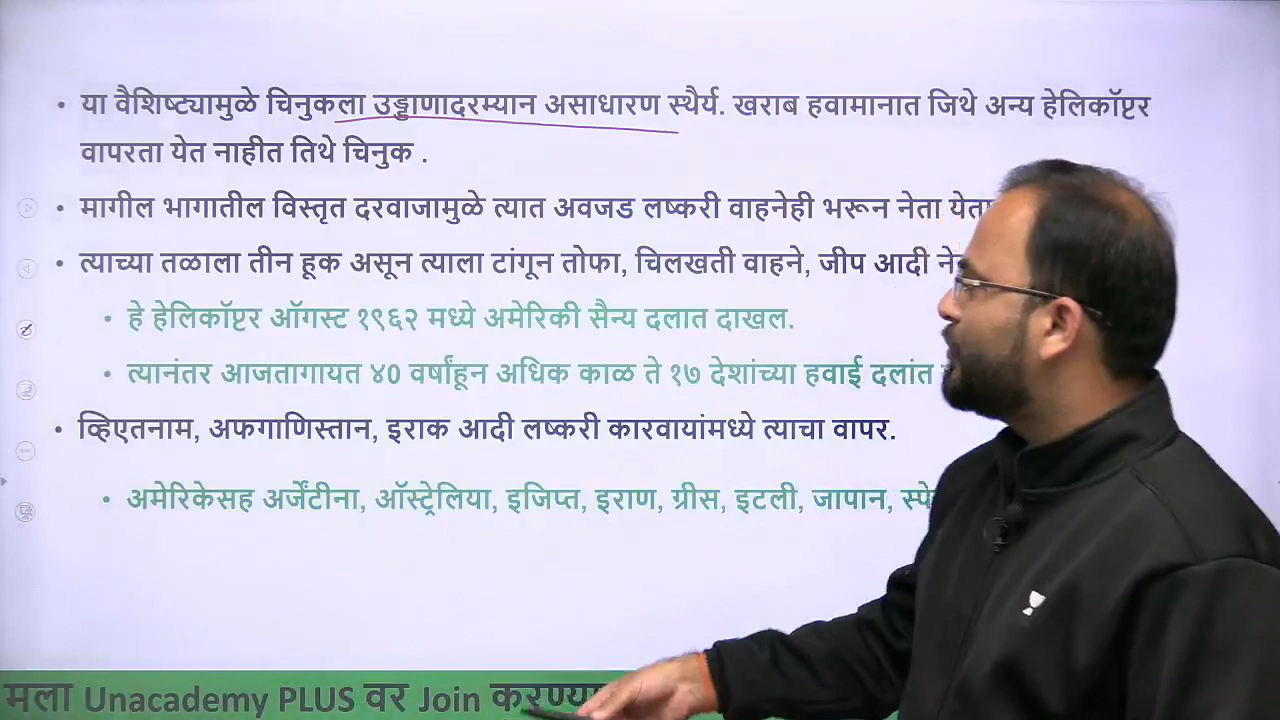 • या वैशिष्ट्यामुळे चिनुकला उड्डाणादरम्यान असाधारण स्थैर्य. खराब हवामानात जिथे अन्य हेलिकॉप्टर
वापरता येत नाहीत तिथे चिनुक .
• मागील भागातील विस्तृत दरवाजामुळे त्यात अवजड लष्करी वाहनेही भरून नेता येता
• त्याच्या तळाला तीन हूक असून त्याला टांगून तोफा, चिलखती वाहने, जीप आदी
• हे हेलिकॉप्टर ऑगस्ट १९६२ मध्ये अमेरिकी सैन्य दलात दाखल.
• त्यानंतर आजतागायत ४0 वर्षांहून अधिक काळ ते १७ देशांच्या हवाई दलांत
• व्हिएतनाम, अफगाणिस्तान, इराक आदी लष्करी कारवायांमध्ये त्याचा वापर.
• अमेरिकेसह अर्जेंटीना, ऑस्ट्रेलिया, इजिप्त, इराण, ग्रीस, इटली, जापान,
मला Unacademy PLUS वर Join